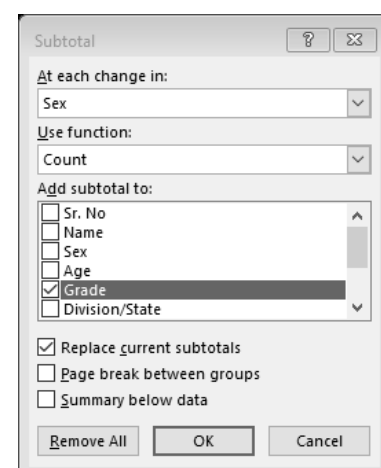 Subtotal
At each change in:
Sex
Use function:
Count
Add subtotal to:
Sr. No
Name
Sex
Age
Grade
Division/State
Replace current subtotals
Page break between groups
Summary below data
Remove All OK Cancel